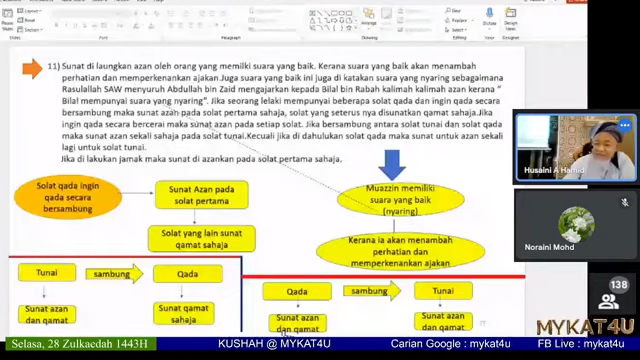 11) Sunat di laungkan azan oleh orang yang memilki suara yang baik. Kerana suara yang baik akan menambah
perhatian dan memperkenankan ajakan.Juga suara yang baik ini juga di katakan suara yang nyaring sebagaimana
Rasulallah SAW menyuruh Abdullah bin Zaid mengajarkan kepada Bilal bin Rabah kalimah kalimah azan kerana "
Bilal mempunyai suara yang nyaring". Jika seorang lelaki mempunyai beberapa solat qada dan ingin qada secara
bersambung maka sunat azan pada solat pertama sahaja, solat yang seterus nya disunatkan qamat sahaja.Jika
ingin qada secara bercerai maka sunat azan pada setiap solat. Jika bersambung antara solat tunai dan solat qada
maka sunat azan sekali sahaja pada solat tunai.Kecuali jika di dahulukan solat qada maka sunat untuk azan sekali
lagi untuk solat tunai.
Jika di lakukan jamak maka sunat di azankan pada solat pertama sahaja.
Solat qada ingin
qada secara
bersambung
Sunat Azan pada
solat pertama
Solat yang lain sunat
qamat sahaja
Muazzin memiliki
suara yang baik
(nyaring)
Kerana ia akan menambah
perhatian dan
memperkenankan ajakan
Tunai
sambung
Qada
Sunat azan
dan qamat
Sunat qamat
sahaja
Qada
sambung
Tunai
Sunat azan
dan qamat
Sunat azan
dan qamat
Husaini A Hamid
Noraini Mohd
138
MYKAT4U
Selasa, 28 Zulkaedah 1443H
KUSHAH @ MYKAT4U
Carian Google : mykat4u
FB Live : mykat4u